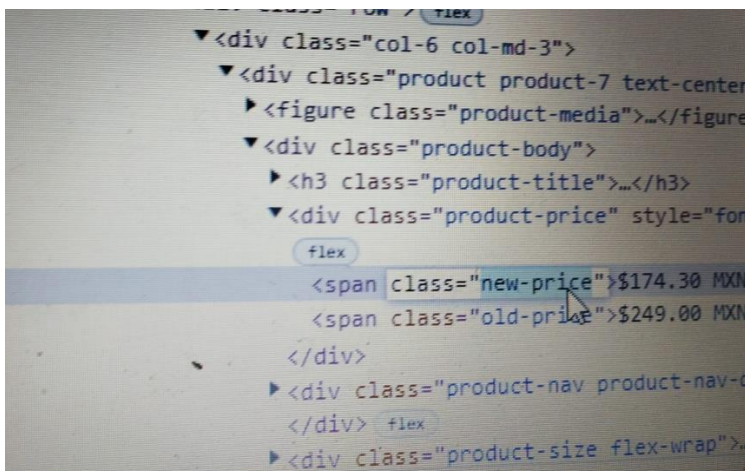 flex
▼<div class="col-6 col-md-3">
▼<div class="product product-7 text-center
▶<figure class="product-media">…</figure
▼<div class="product-body">
▶<h3 class="product-title">…</h3>
▼<div class="product-price" style="fon
flex
<span class="new-price">$174.30 MXN
<span class="old-price">$249.00 MXN
</div>
▶<div class="product-nav product-nav-d
</div> flex
▶<div class="product-size flex-wrap">…